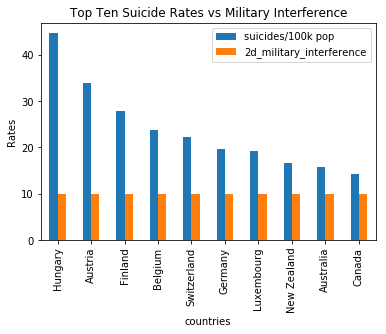 Top Ten Suicide Rates vs Military Interference
suicides/100k pop
2d_military_interference
Rates
40
30
20
10
0
Hungary
Austria
Finland
Belgium
Switzerland
Germany
Luxembourg
New Zealand
Australia
Canada
countries